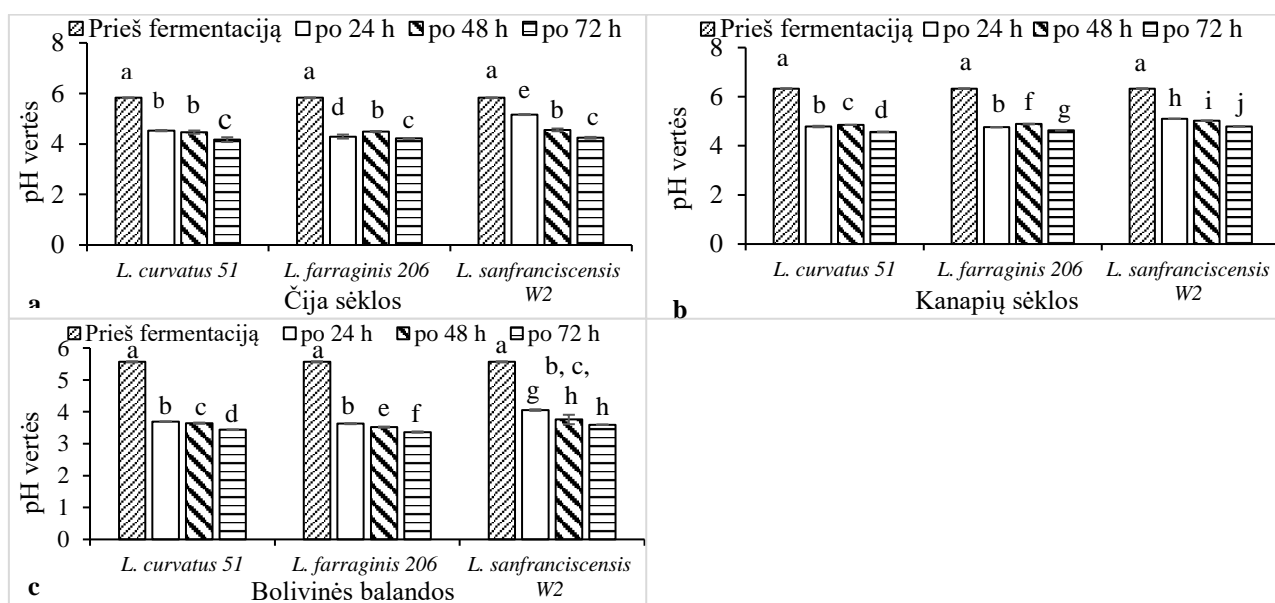 Prieš fermentaciją po 24 h po 48 h po 72 h
8
6
4
2
0
pH vertės
a b b c a d b c a e b c
L. curvatus 51 L. farraginis 206 L. sanfranciscensis
W2
Čija sėklos
a
Prieš fermentaciją po 24 h po 48 h po 72 h
8
6
4
2
0
pH vertės
a b c d a b f g a h i j
L. curvatus 51 L. farraginis 206 L. sanfranciscensis
W2
Kanapių sėklos
b
Prieš fermentaciją po 24 h po 48 h po 72 h
6
5
4
3
2
1
0
pH vertės
a b c d a b e f a g b, c,
h h
L. curvatus 51 L. farraginis 206 L. sanfranciscensis
W2
Bolivinės balandos
c